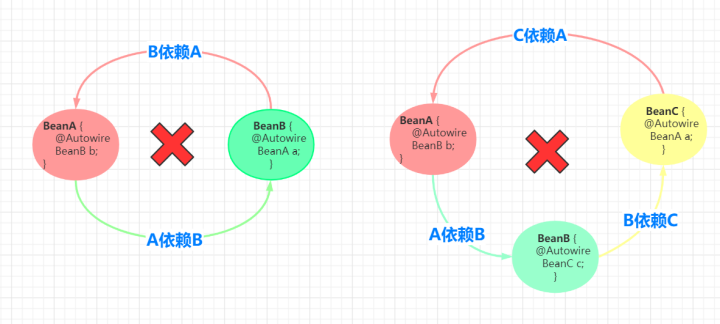 B依赖A
BeanA {
@Autowire
BeanB b;
}
BeanB {
@Autowire
BeanA a;
}
A依赖B
C依赖A
BeanA {
@Autowire
BeanB b;
}
BeanC {
@Autowire
BeanA a;
}
A依赖B
B依赖C
BeanB {
@Autowire
BeanC c;
}